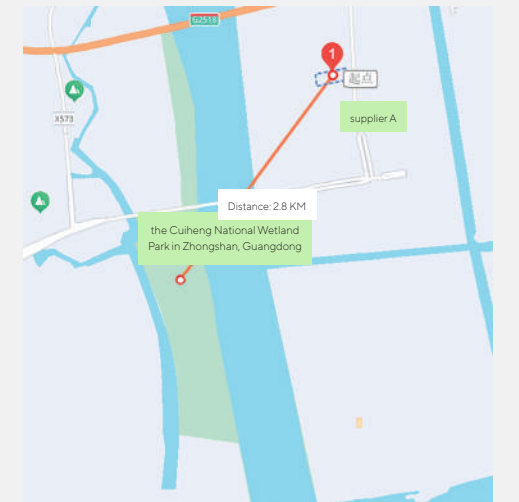 G2518
1
起点
X573
supplier A
Distance: 2.8 KM
the Cuiheng National Wetland
Park in Zhongshan, Guangdong